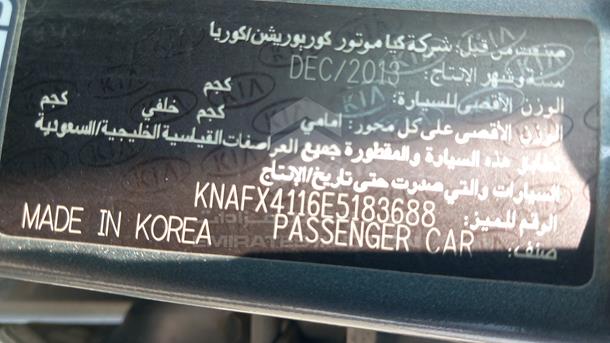 صنعت من قبل: شركة كيا موتور كوربوريشن/كوريا
سنة وشهر الإنتاج: DEC/2013
الوزن الأقصى للسيارة: كجم
الوزن الأقصى على كل محور: أمامي كجم خلفي كجم
تطابق هذه السيارة والمقطورة جميع المواصفات القياسية الخليجية/السعودية
السيارات والتي صدرت حتى تاريخ/الإنتاج
الرقم المميز: KNAFX4116E5183688
صنف: PASSENGER CAR
MADE IN KOREA